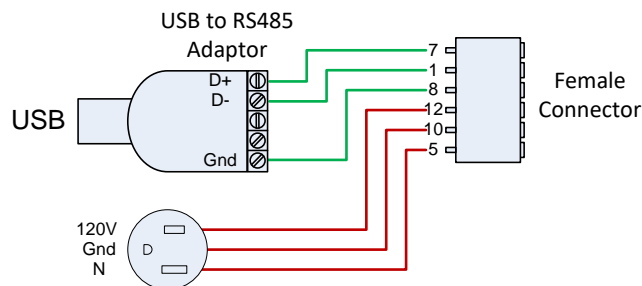 USB to RS485
Adaptor
D+
D-
Gnd
USB
7
1
8
12
10
5
Female
Connector
120V
Gnd
N
D